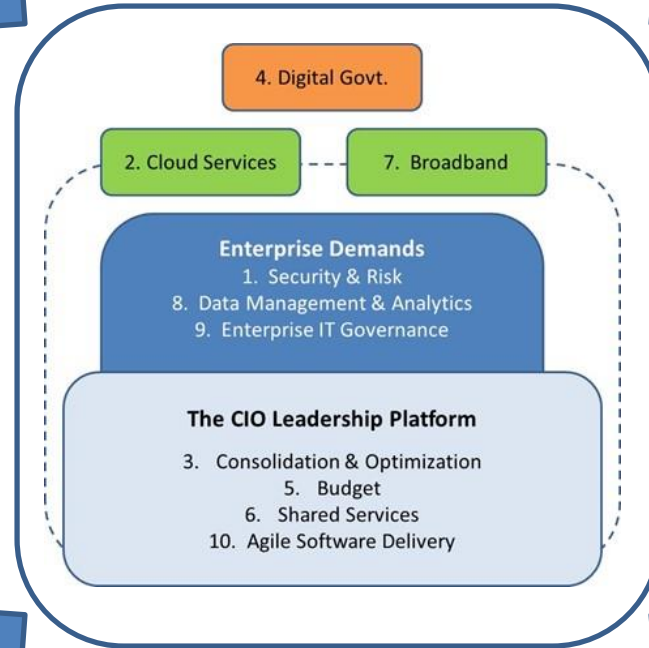 4. Digital Govt.
2. Cloud Services
7. Broadband
Enterprise Demands
1. Security & Risk
8. Data Management & Analytics
9. Enterprise IT Governance
The CIO Leadership Platform
3. Consolidation & Optimization
5. Budget
6. Shared Services
10. Agile Software Delivery